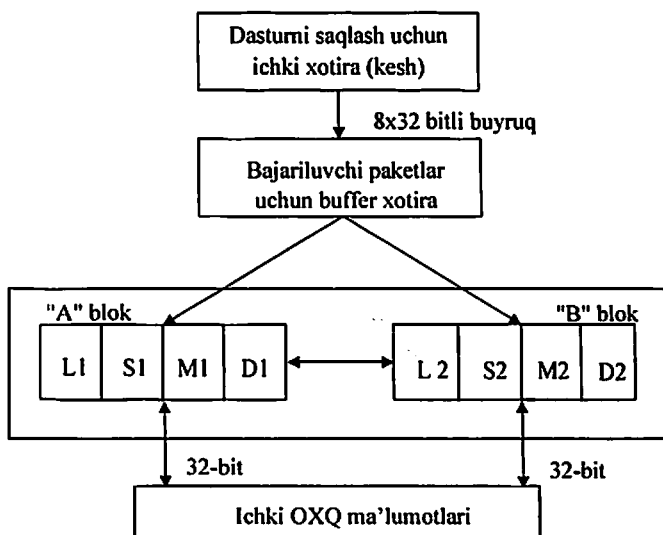 Dasturni saqlash uchun
ichki xotira (kesh)
8x32 bitli buyruq
Bajariluvchi paketlar
uchun buffer xotira
"A" blok
"B" blok
L1 S1 M1 D1
L 2 S2 M2 D2
32-bit
32-bit
Ichki OXQ ma'lumotlari